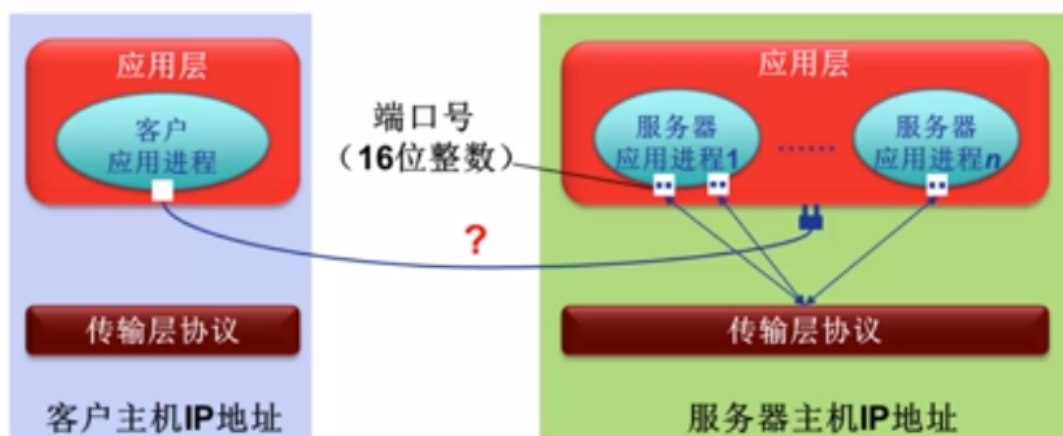 应用层
客户
应用进程
传输层协议
客户主机IP地址
端口号
（16位整数）
?
应用层
服务器
应用进程1
......
服务器
应用进程n
传输层协议
服务器主机IP地址